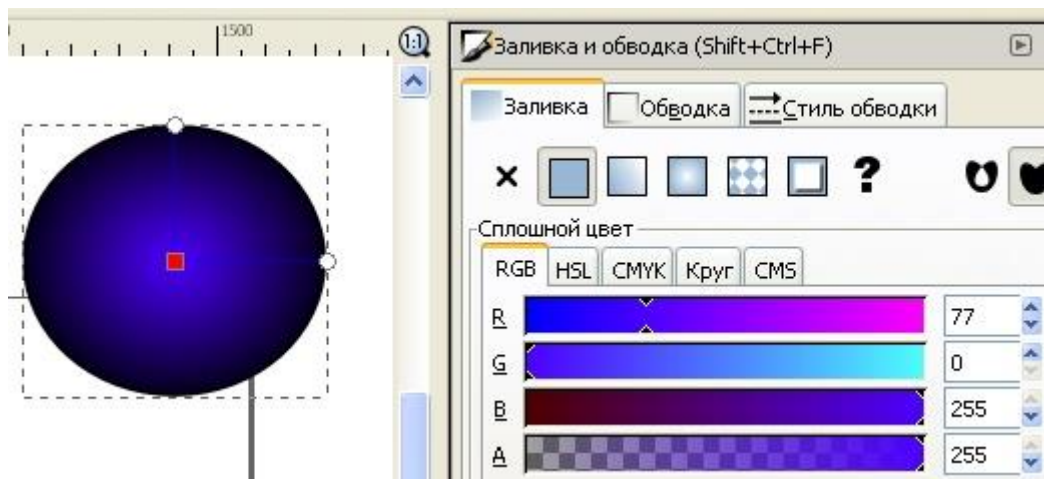 1500
1:1
Заливка и обводка (Shift+Ctrl+F)
Заливка Обводка Стиль обводки
?
Сплошной цвет
RGB HSL CMYK Круг CMS
R 77
G 0
B 255
A 255